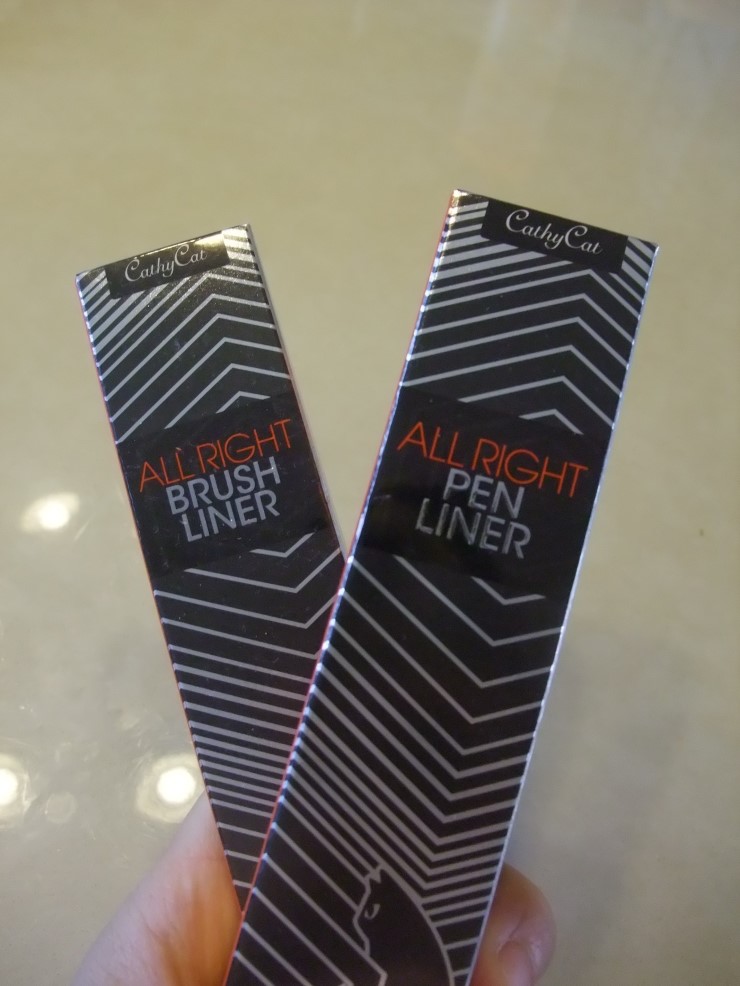 CathyCat
ALL RIGHT
BRUSH
LINER
CathyCat
ALL RIGHT
PEN
LINER